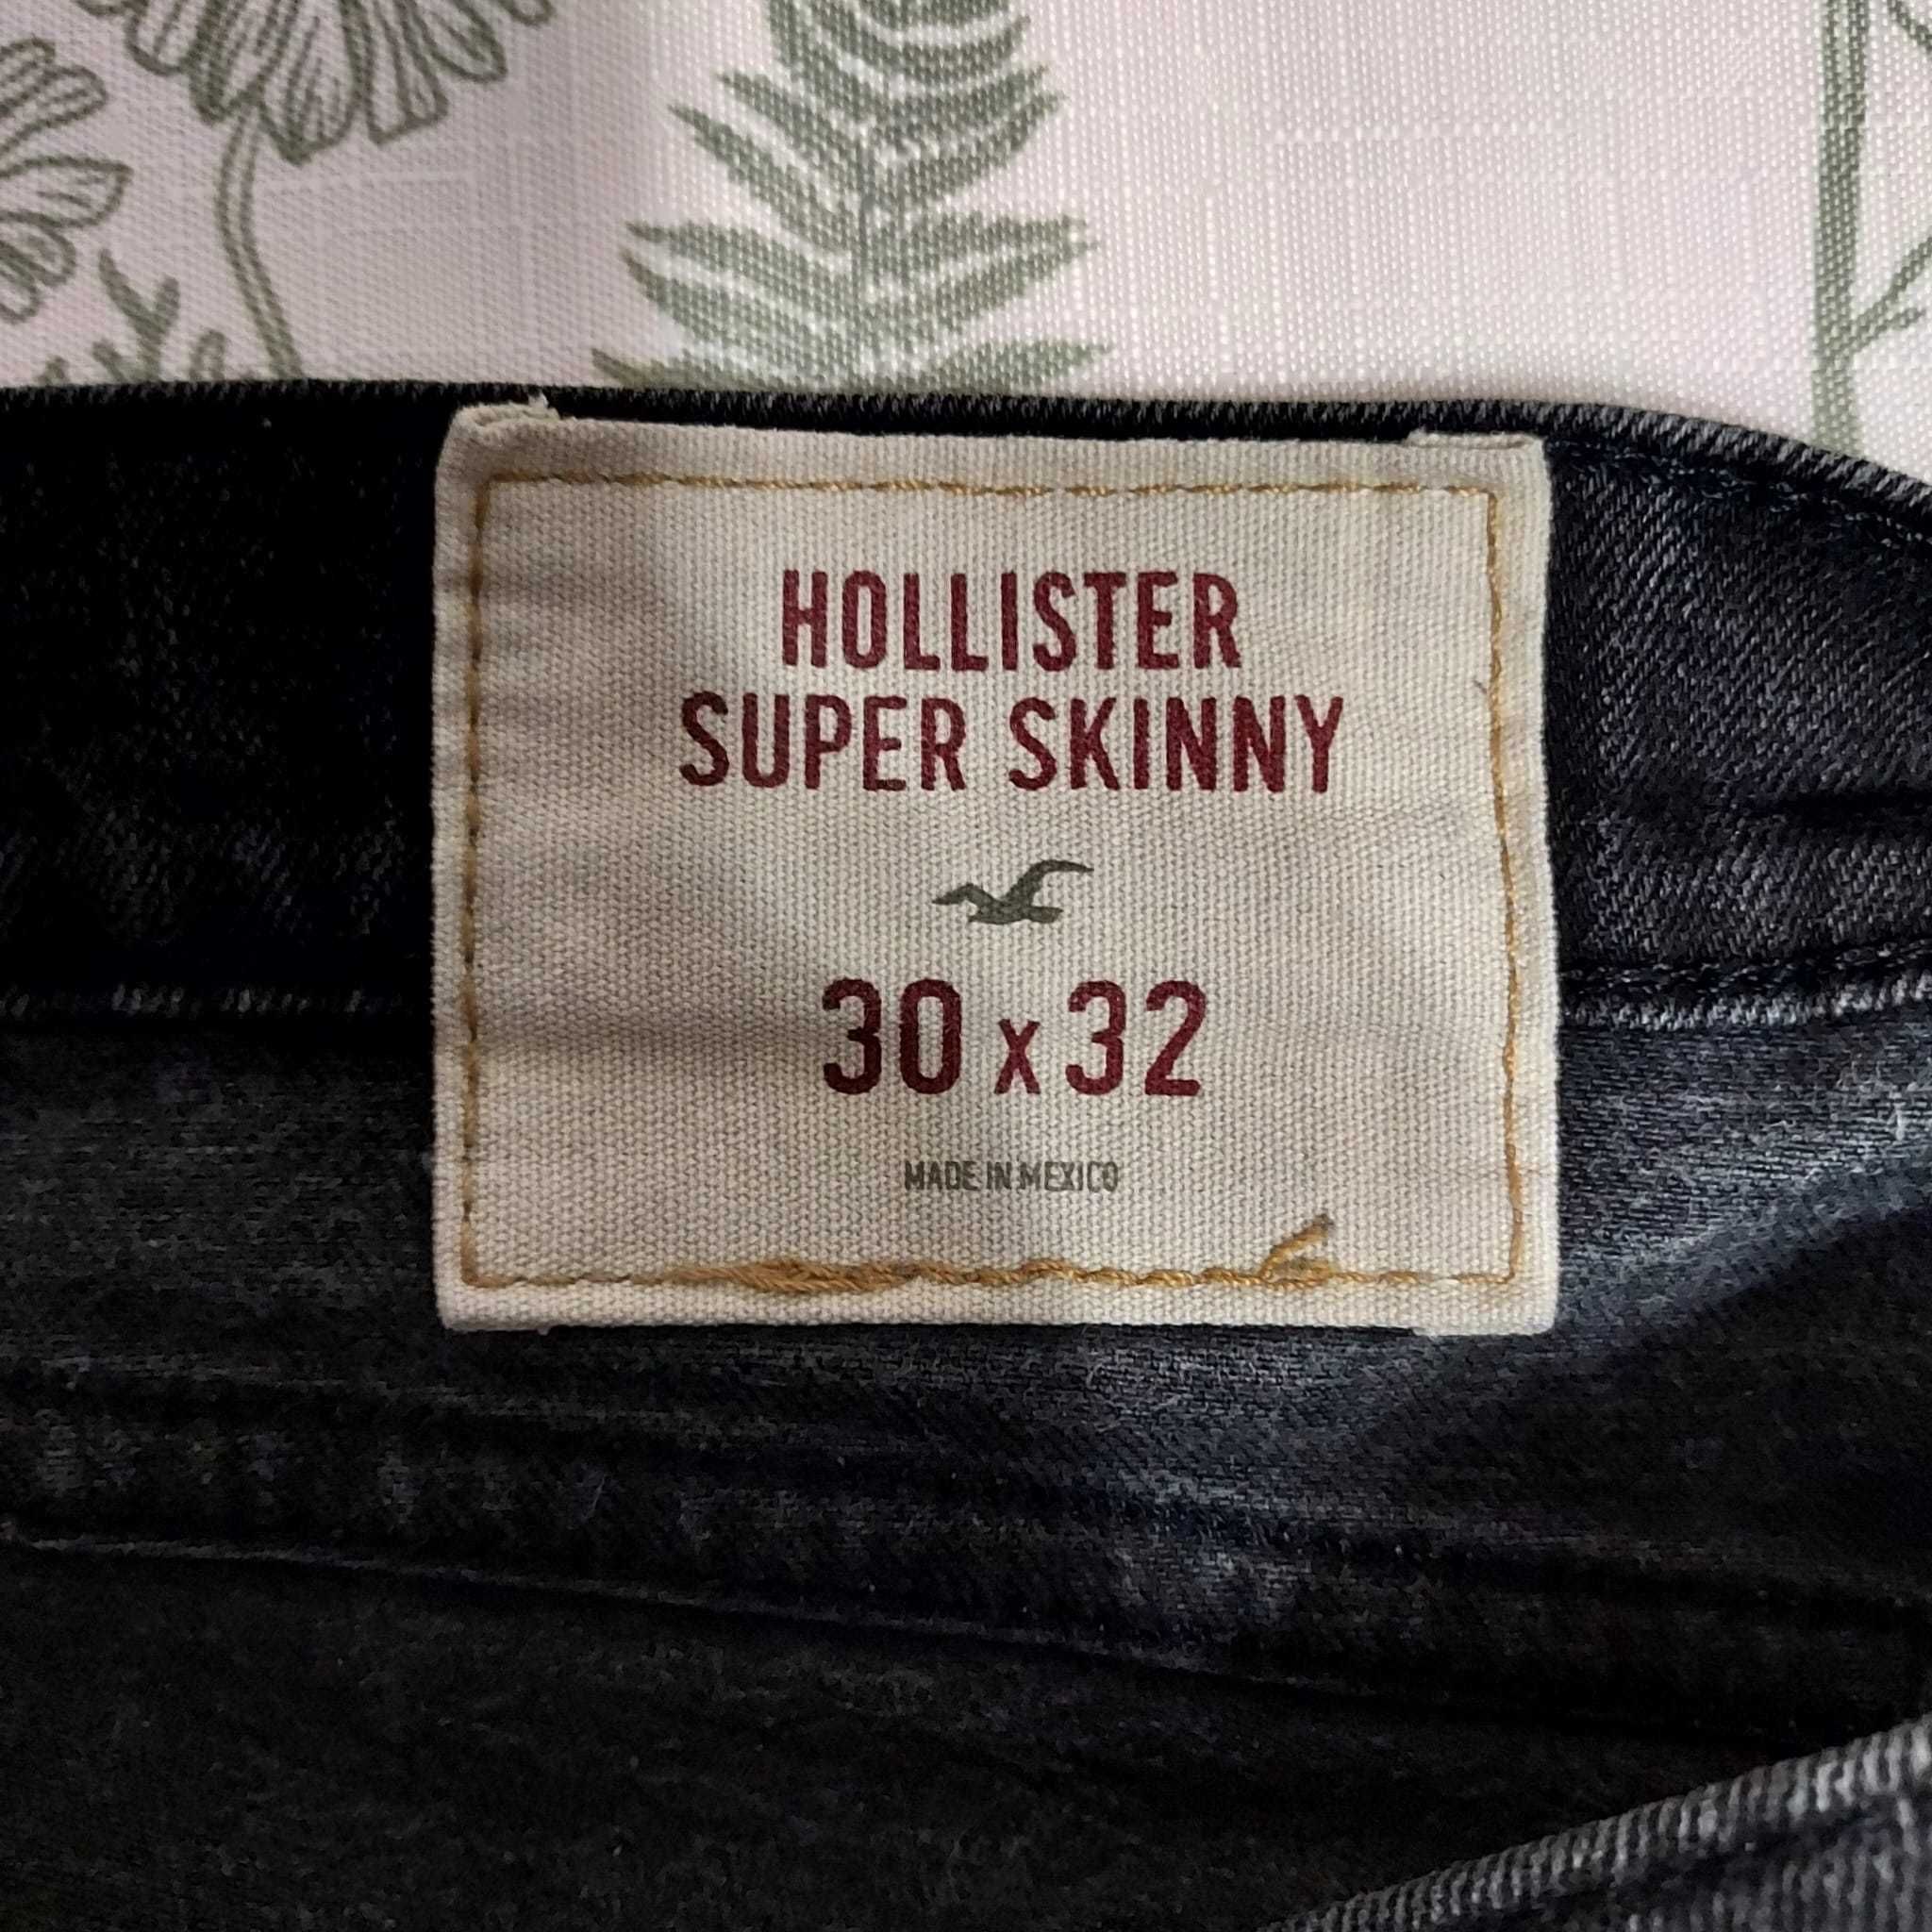 HOLLISTER
SUPER SKINNY
30 x 32
MADE IN MEXICO